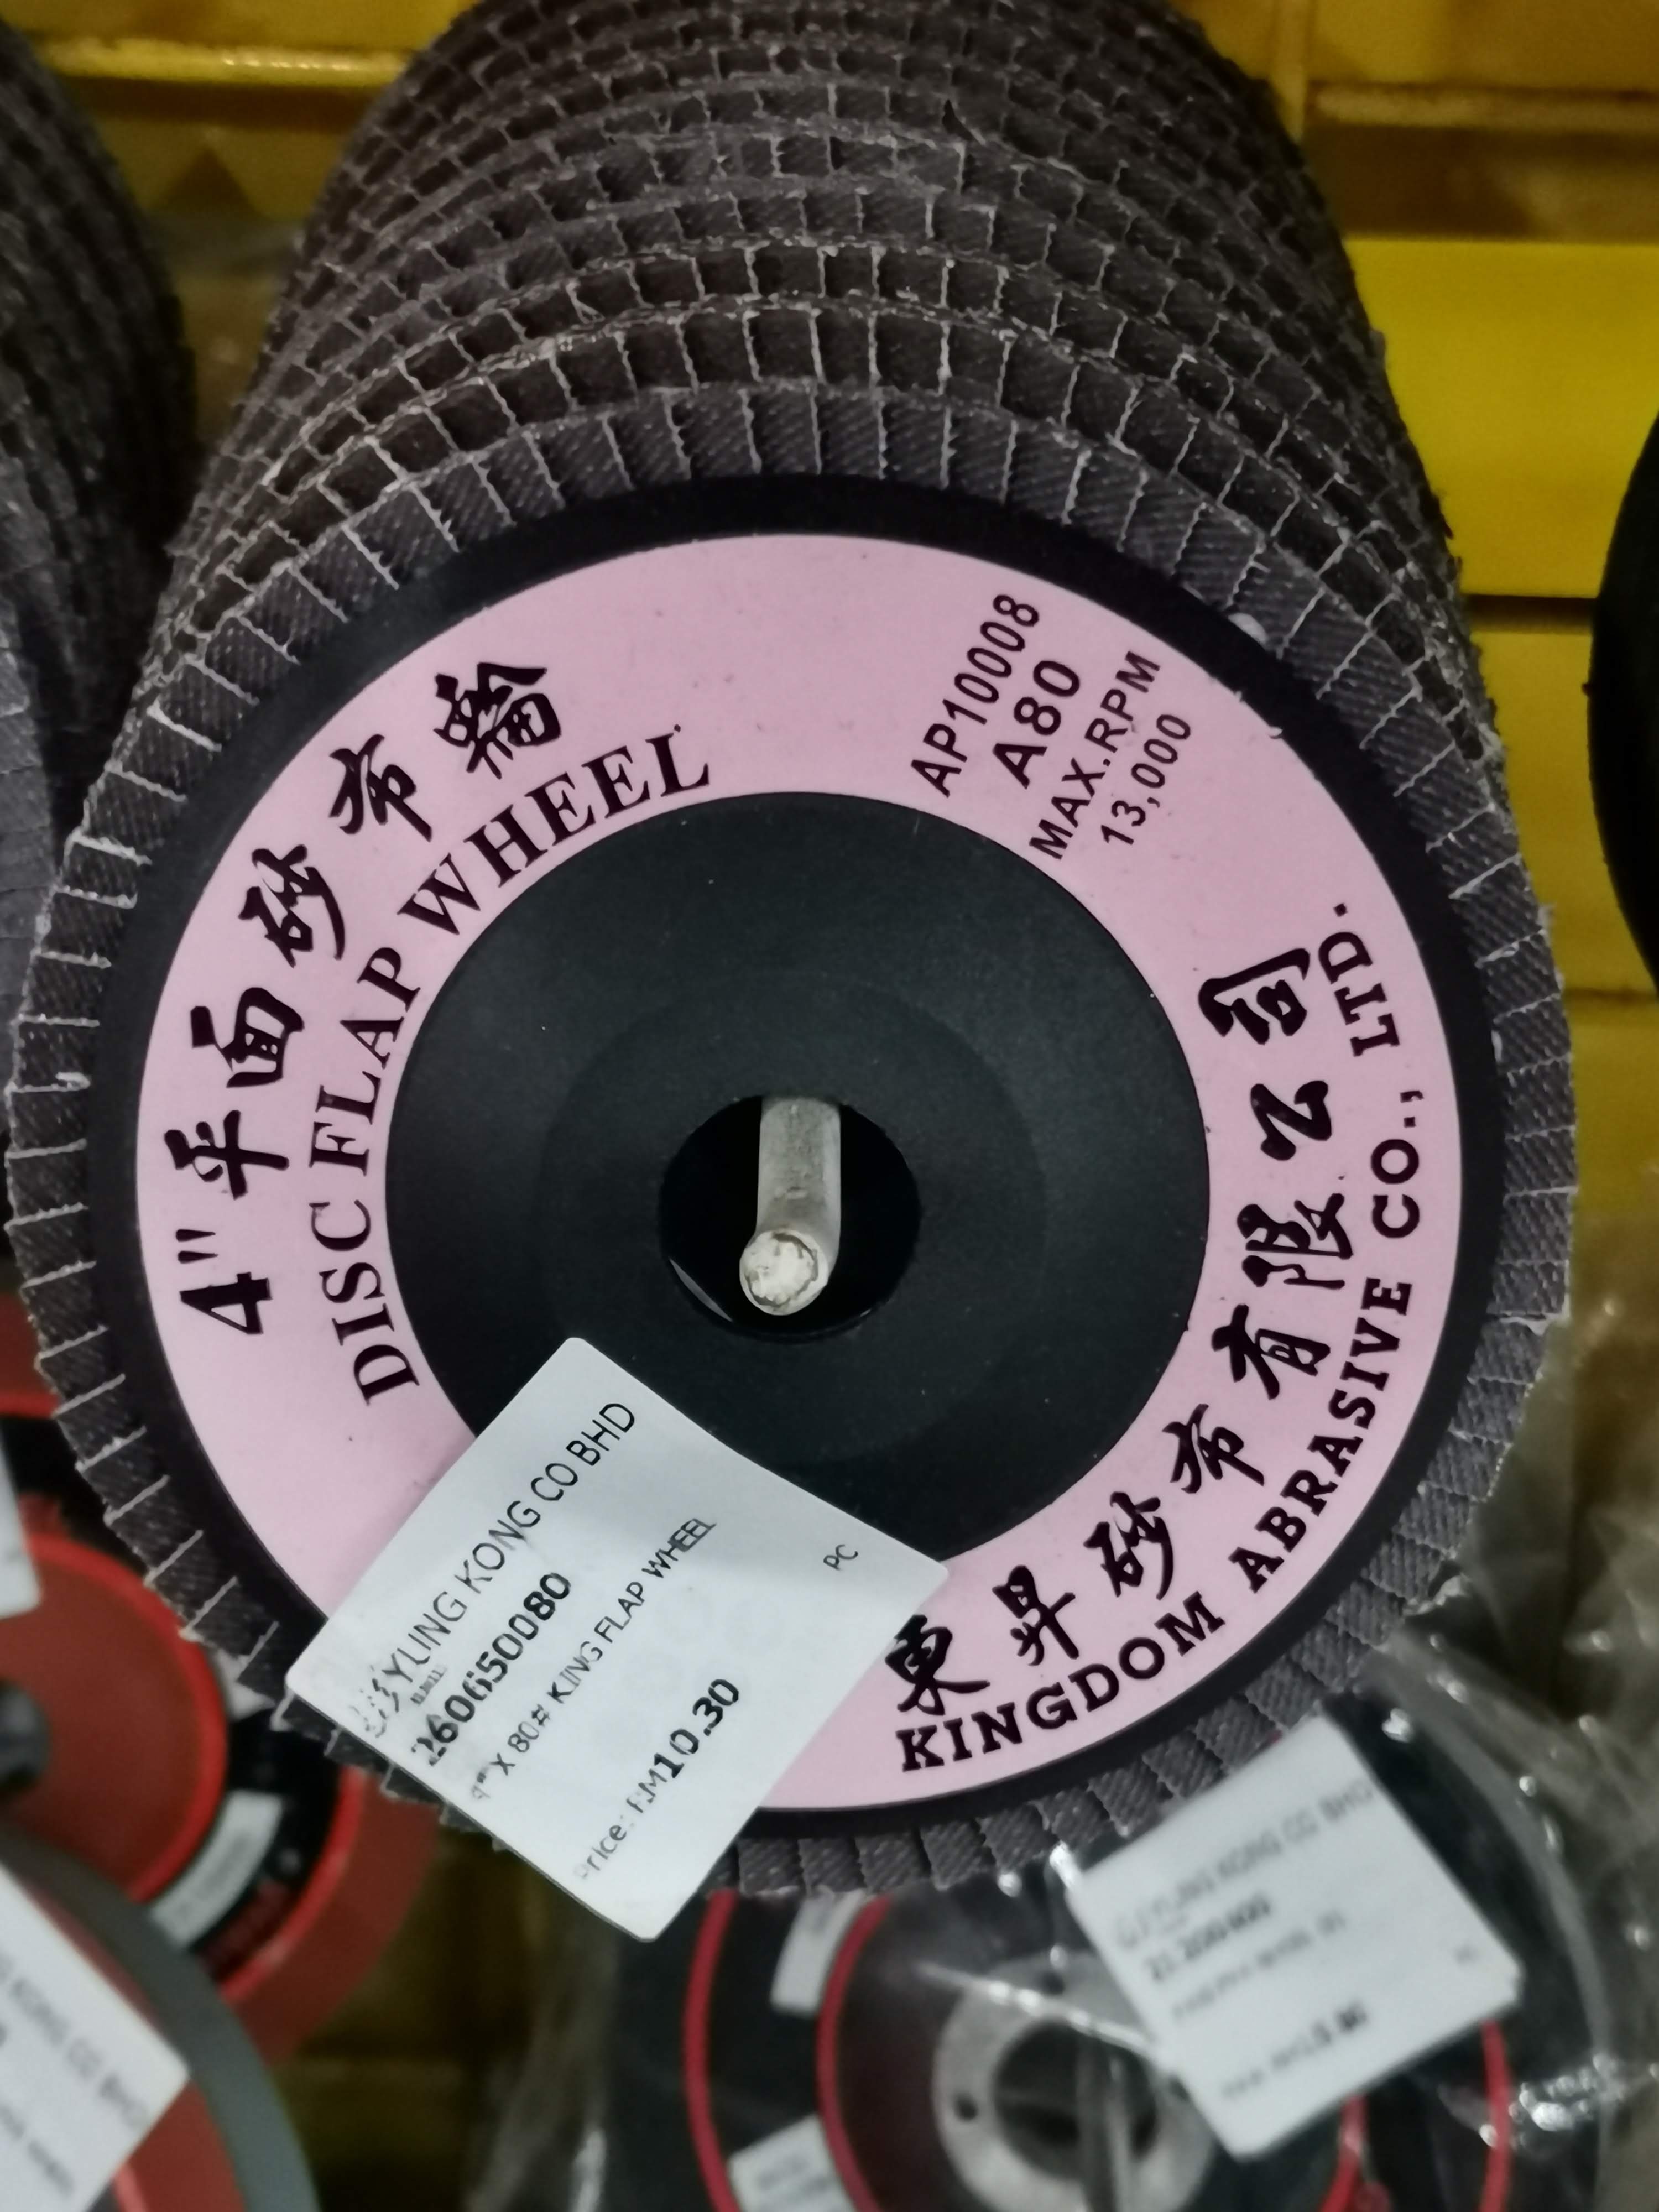 4" 平面砂布輪
DISC FLAP WHEEL
AP10008
A80
MAX.RPM
13,000
東昇砂布有限公司
KINGDOM ABRASIVE CO., LTD.
YLING KONG CO BHD
260650080
4" X 80# KING FLAP WHEEL
PC
Price: RM10.30
KONG CO BHD